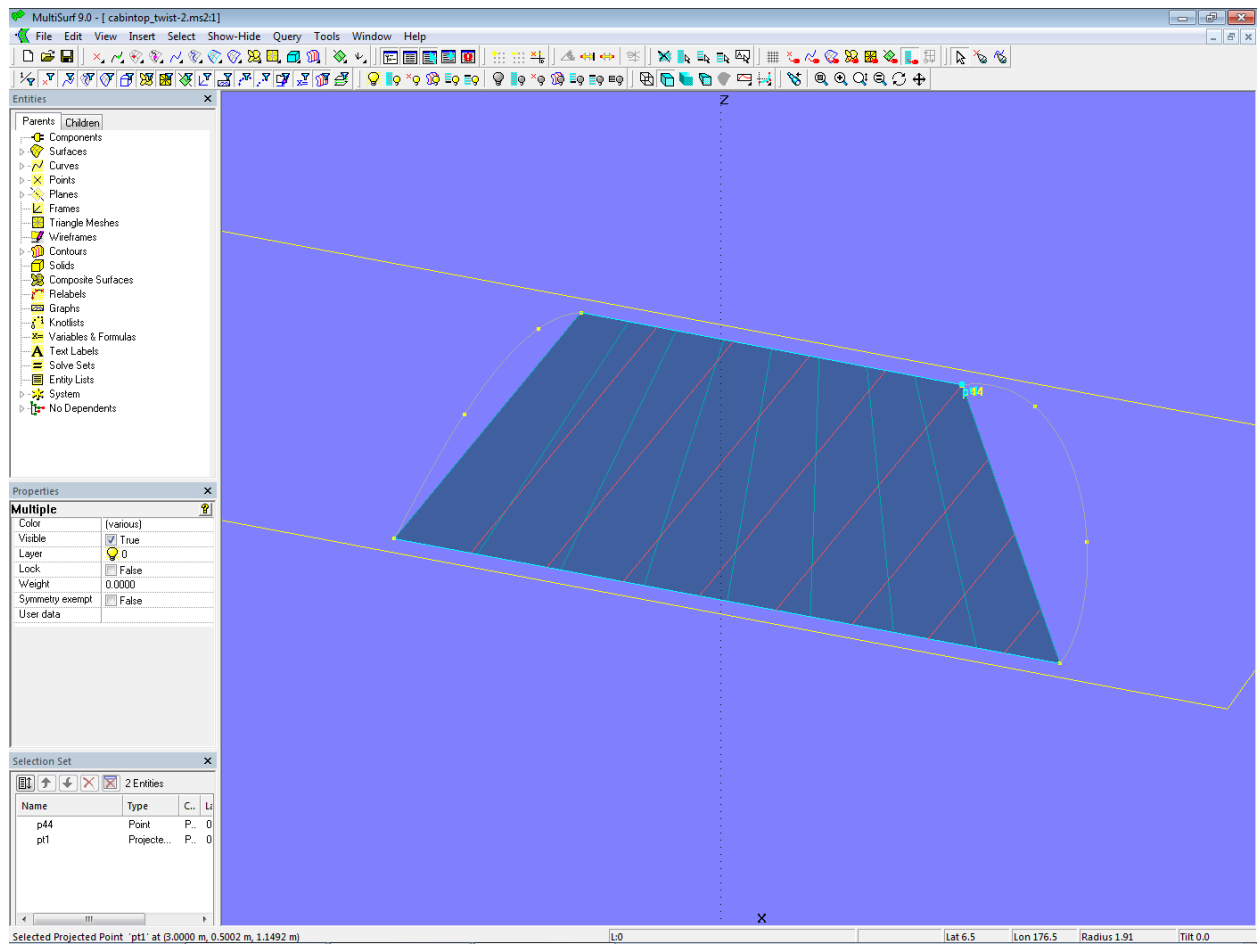 MultiSurf 9.0 - [ cabintop_twist-2.ms2:1]
File Edit View Insert Select Show-Hide Query Tools Window Help
Entities
Parents Children
Components
Surfaces
Curves
Points
Planes
Frames
Triangle Meshes
Wireframes
Contours
Solids
Composite Surfaces
Relabels
Graphs
Knotlists
Variables & Formulas
Text Labels
Solve Sets
Entity Lists
System
No Dependents
Properties
Multiple
Color (various)
Visible True
Layer 0
Lock False
Weight 0.0000
Symmetry exempt False
User data
Selection Set
2 Entities
Name Type C.. La
p44 Point P.. 0
pt1 Projecte... P.. 0
Z
X
Selected Projected Point 'pt1' at (3.0000 m, 0.5002 m, 1.1492 m) L:0 Lat 6.5 Lon 176.5 Radius 1.91 Tilt 0.0